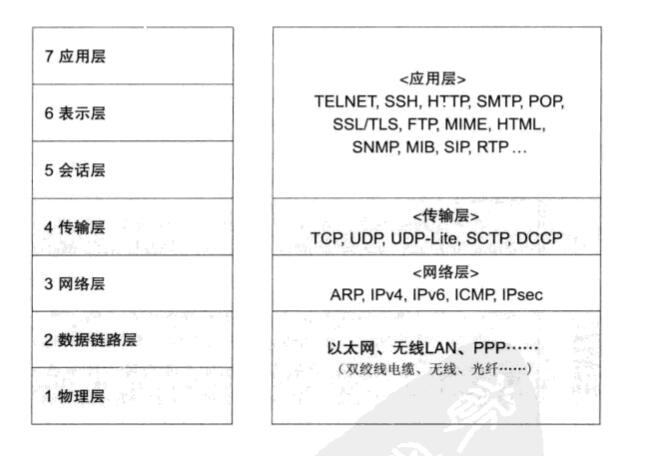 7 应用层
6 表示层
5 会话层
4 传输层
3 网络层
2 数据链路层
1 物理层
<应用层>
TELNET, SSH, HTTP, SMTP, POP,
SSL/TLS, FTP, MIME, HTML,
SNMP, MIB, SIP, RTP ...
<传输层>
TCP, UDP, UDP-Lite, SCTP, DCCP
<网络层>
ARP, IPv4, IPv6, ICMP, IPsec
以太网、无线LAN、PPP……
（双绞线电缆、无线、光纤……）